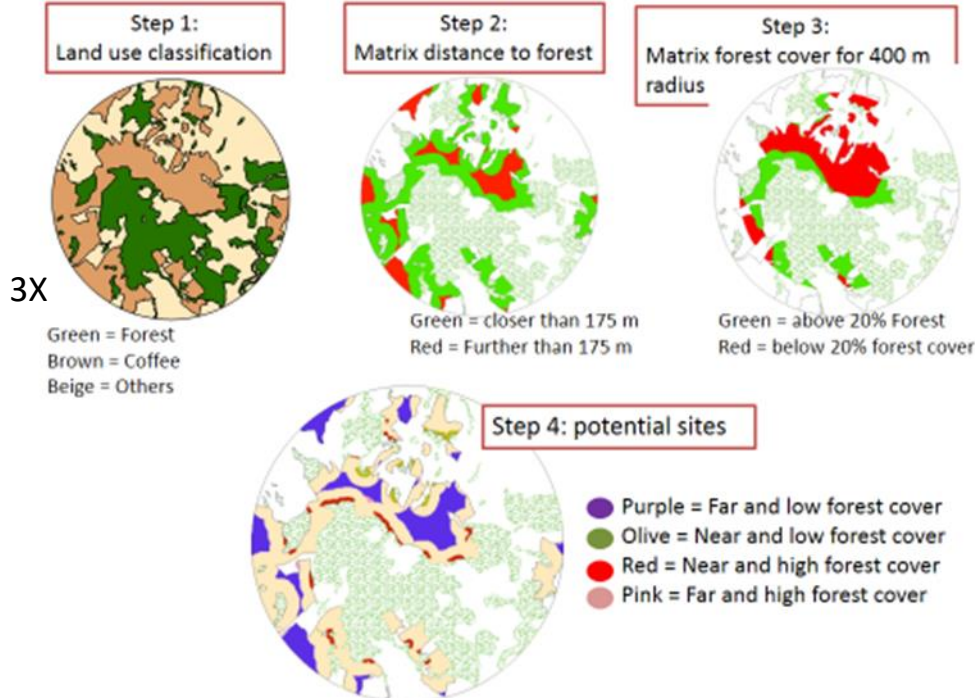 Step 1:
Land use classification
Step 2:
Matrix distance to forest
Step 3:
Matrix forest cover for 400 m
radius
3X
Green = Forest
Brown = Coffee
Beige = Others
Green = closer than 175 m
Red = Further than 175 m
Green = above 20% Forest
Red = below 20% forest cover
Step 4: potential sites
Purple = Far and low forest cover
Olive = Near and low forest cover
Red = Near and high forest cover
Pink = Far and high forest cover